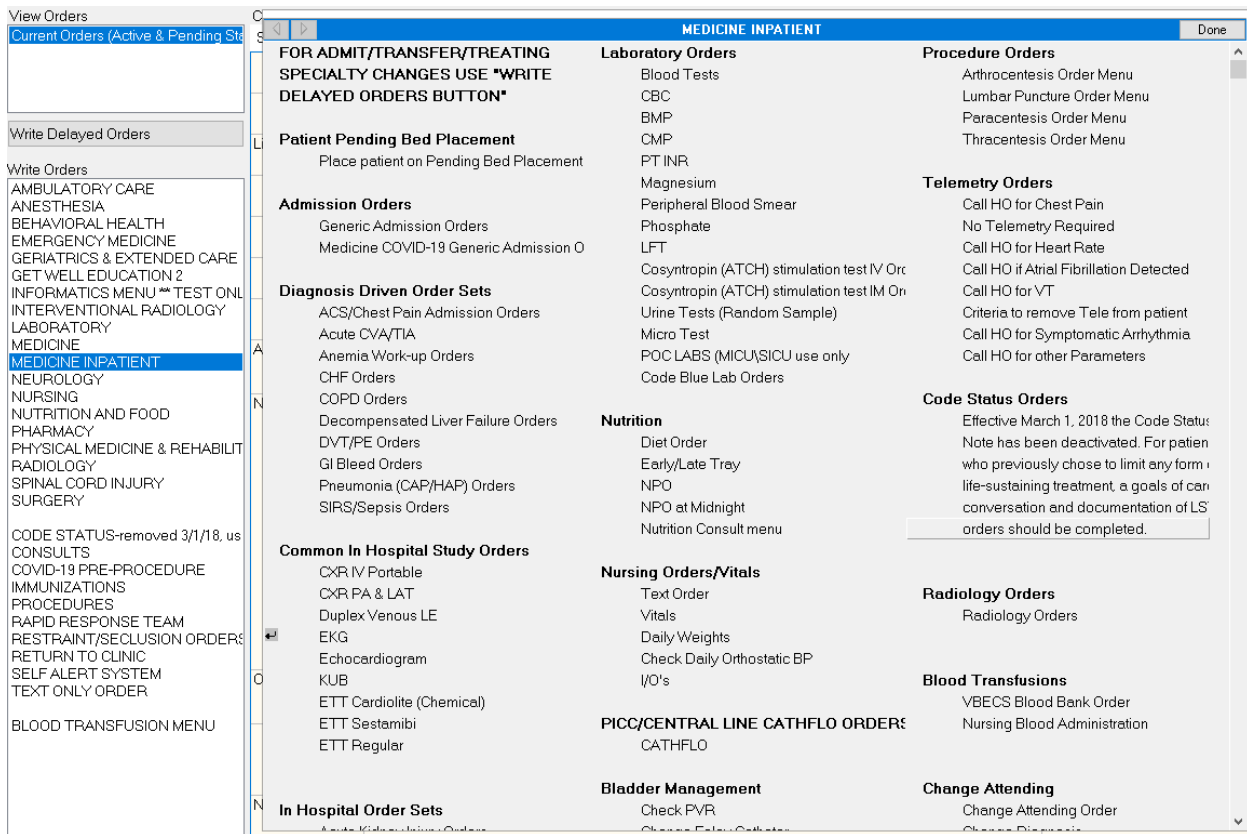 View Orders
Current Orders (Active & Pending Sta
Write Delayed Orders
Write Orders
AMBULATORY CARE
ANESTHESIA
BEHAVIORAL HEALTH
EMERGENCY MEDICINE
GERIATRICS & EXTENDED CARE
GET WELL EDUCATION 2
INFORMATICS MENU ** TEST ONL
INTERVENTIONAL RADIOLOGY
LABORATORY
MEDICINE
MEDICINE INPATIENT
NEUROLOGY
NURSING
NUTRITION AND FOOD
PHARMACY
PHYSICAL MEDICINE & REHABILIT
RADIOLOGY
SPINAL CORD INJURY
SURGERY
CODE STATUS-removed 3/1/18, us
CONSULTS
COVID-19 PRE-PROCEDURE
IMMUNIZATIONS
PROCEDURES
RAPID RESPONSE TEAM
RESTRAINT/SECLUSION ORDERS
RETURN TO CLINIC
SELF ALERT SYSTEM
TEXT ONLY ORDER
BLOOD TRANSFUSION MENU
MEDICINE INPATIENT
Done
FOR ADMIT/TRANSFER/TREATING
SPECIALTY CHANGES USE "WRITE
DELAYED ORDERS BUTTON"
Patient Pending Bed Placement
Place patient on Pending Bed Placement
Admission Orders
Generic Admission Orders
Medicine COVID-19 Generic Admission O
Diagnosis Driven Order Sets
ACS/Chest Pain Admission Orders
Acute CVA/TIA
Anemia Work-up Orders
CHF Orders
COPD Orders
Decompensated Liver Failure Orders
DVT/PE Orders
GI Bleed Orders
Pneumonia (CAP/HAP) Orders
SIRS/Sepsis Orders
Common In Hospital Study Orders
CXR IV Portable
CXR PA & LAT
Duplex Venous LE
EKG
Echocardiogram
KUB
ETT Cardiolite (Chemical)
ETT Sestamibi
ETT Regular
In Hospital Order Sets
Acute Kidney Injury Orders
Laboratory Orders
Blood Tests
CBC
BMP
CMP
PT INR
Magnesium
Peripheral Blood Smear
Phosphate
LFT
Cosyntropin (ATCH) stimulation test IV Orc
Cosyntropin (ATCH) stimulation test IM Or
Urine Tests (Random Sample)
Micro Test
POC LABS (MICU\SICU use only
Code Blue Lab Orders
Nutrition
Diet Order
Early/Late Tray
NPO
NPO at Midnight
Nutrition Consult menu
Nursing Orders/Vitals
Text Order
Vitals
Daily Weights
Check Daily Orthostatic BP
I/O's
PICC/CENTRAL LINE CATHFLO ORDERS
CATHFLO
Bladder Management
Check PVR
Change Foley Catheter
Procedure Orders
Arthrocentesis Order Menu
Lumbar Puncture Order Menu
Paracentesis Order Menu
Thracentesis Order Menu
Telemetry Orders
Call HO for Chest Pain
No Telemetry Required
Call HO for Heart Rate
Call HO if Atrial Fibrillation Detected
Call HO for VT
Criteria to remove Tele from patient
Call HO for Symptomatic Arrhythmia
Call HO for other Parameters
Code Status Orders
Effective March 1, 2018 the Code Status
Note has been deactivated. For patien
who previously chose to limit any form
life-sustaining treatment, a goals of care
conversation and documentation of LS
orders should be completed.
Radiology Orders
Radiology Orders
Blood Transfusions
VBECS Blood Bank Order
Nursing Blood Administration
Change Attending
Change Attending Order
Change Diagnosis